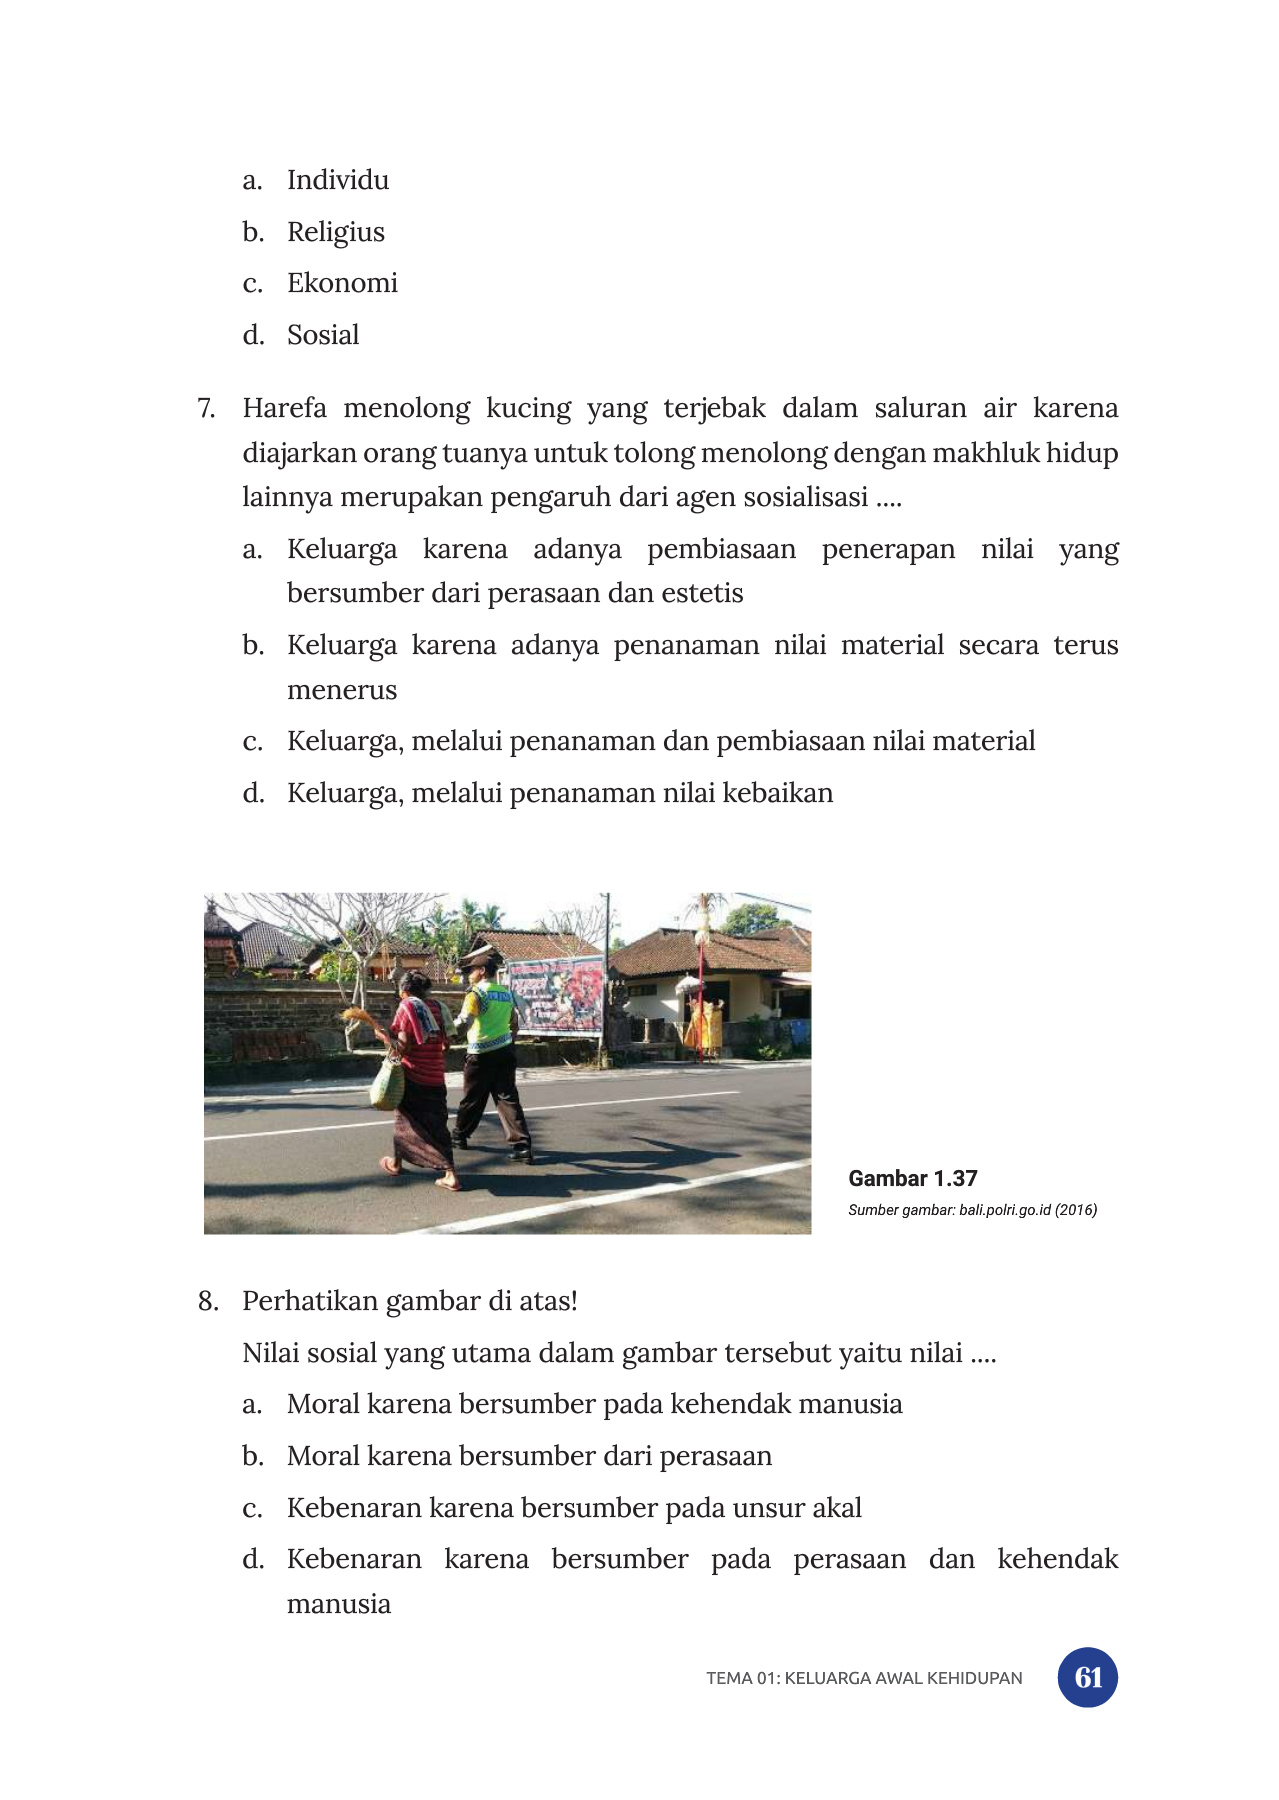 a. Individu
b. Religius
c. Ekonomi
d. Sosial
7. Harefa menolong kucing yang terjebak dalam saluran air karena
diajarkan orang tuanya untuk tolong menolong dengan makhluk hidup
lainnya merupakan pengaruh dari agen sosialisasi ....
a. Keluarga karena adanya pembiasaan penerapan nilai yang
bersumber dari perasaan dan estetis
b. Keluarga karena adanya penanaman nilai material secara terus
menerus
c. Keluarga, melalui penanaman dan pembiasaan nilai material
d. Keluarga, melalui penanaman nilai kebaikan
Gambar 1.37
Sumber gambar: bali.polri.go.id (2016)
8. Perhatikan gambar di atas!
Nilai sosial yang utama dalam gambar tersebut yaitu nilai ....
a. Moral karena bersumber pada kehendak manusia
b. Moral karena bersumber dari perasaan
c. Kebenaran karena bersumber pada unsur akal
d. Kebenaran karena bersumber pada perasaan dan kehendak
manusia
TEMA 01: KELUARGA AWAL KEHIDUPAN 61